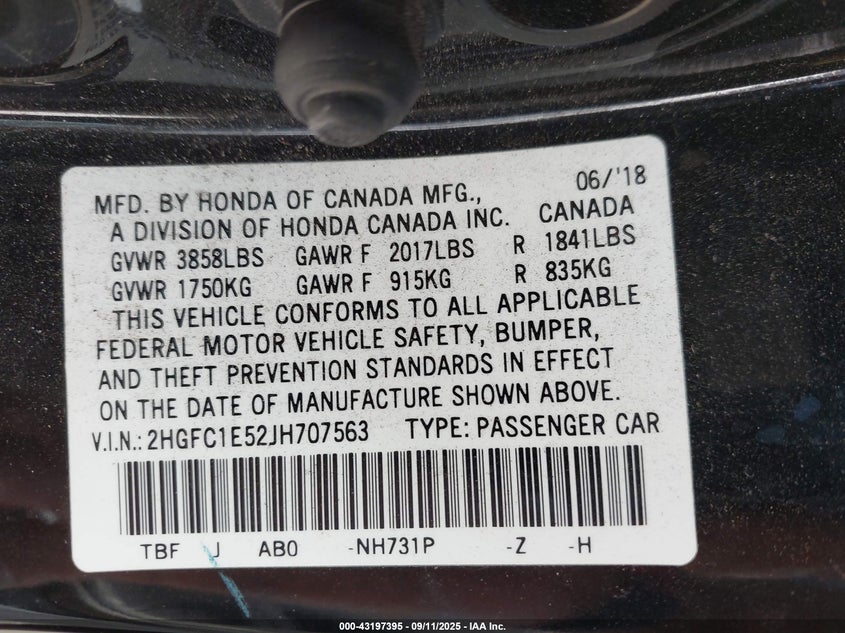 MFD. BY HONDA OF CANADA MFG., 06/'18
A DIVISION OF HONDA CANADA INC. CANADA
GVWR 3858LBS GAWR F 2017LBS R 1841LBS
GVWR 1750KG GAWR F 915KG R 835KG
THIS VEHICLE CONFORMS TO ALL APPLICABLE
FEDERAL MOTOR VEHICLE SAFETY, BUMPER,
AND THEFT PREVENTION STANDARDS IN EFFECT
ON THE DATE OF MANUFACTURE SHOWN ABOVE.
V.I.N.: 2HGFC1E52JH707563 TYPE: PASSENGER CAR
TBF J AB0 -NH731P -Z -H
000-43197395 - 09/11/2025 - IAA Inc.